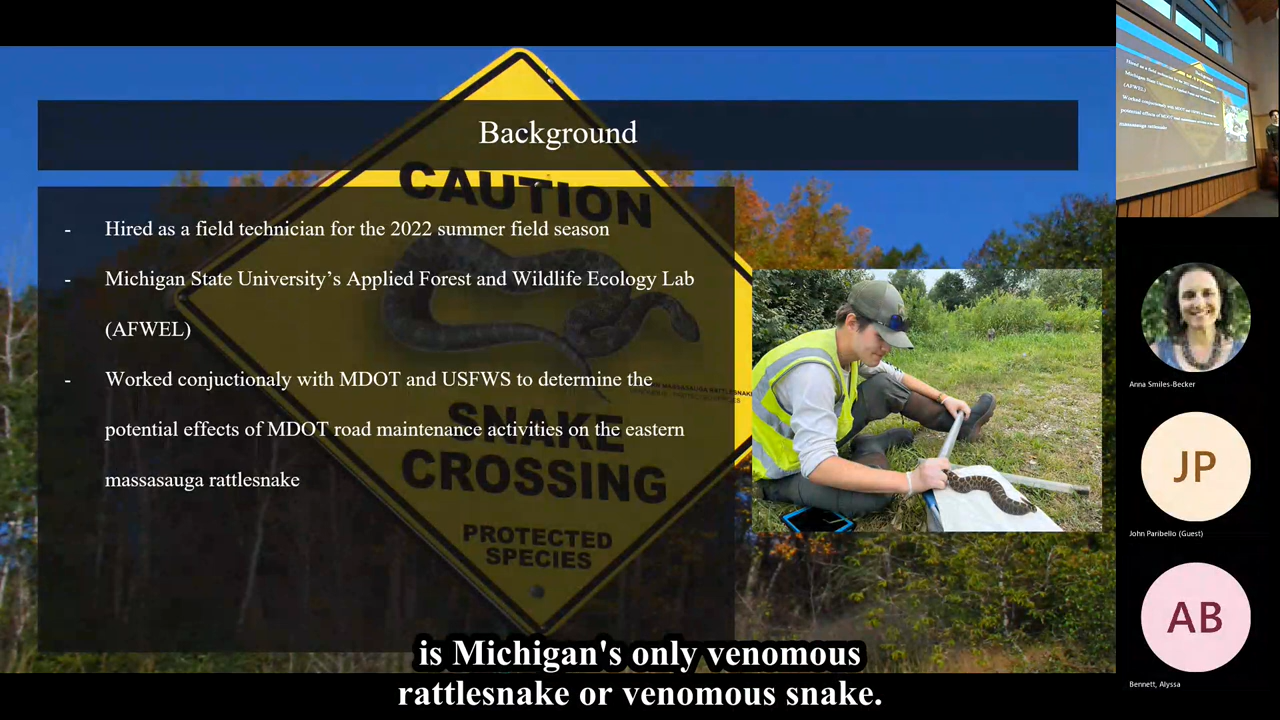 Background
CAUTION
- Hired as a field technician for the 2022 summer field season
- Michigan State University's Applied Forest and Wildlife Ecology Lab
(AFWEL)
- Worked conjuctionaly with MDOT and USFWS to determine the
potential effects of MDOT road maintenance activities on the eastern
massasauga rattlesnake
SNAKE
CROSSING
PROTECTED
SPECIES
is Michigan's only venomous
rattlesnake or venomous snake.
Background
Anna Smiles-Becker
JP
John Paribello (Guest)
AB
Bennett, Alyssa